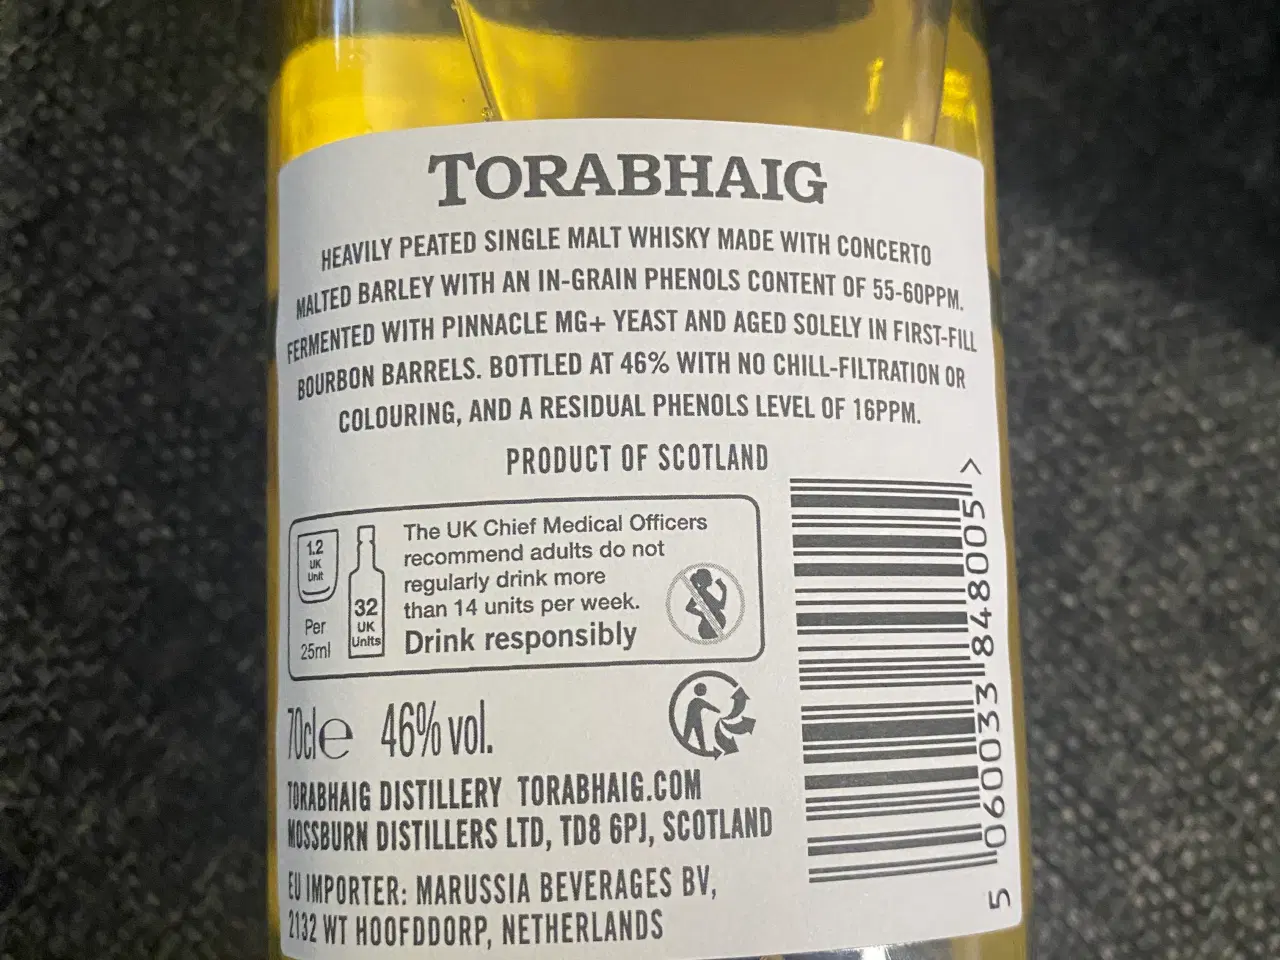 TORABHAIG
HEAVILY PEATED SINGLE MALT WHISKY MADE WITH CONCERTO
MALTED BARLEY WITH AN IN-GRAIN PHENOLS CONTENT OF 55-60PPM.
FERMENTED WITH PINNACLE MG+ YEAST AND AGED SOLELY IN FIRST-FILL
BOURBON BARRELS. BOTTLED AT 46% WITH NO CHILL-FILTRATION OR
COLOURING, AND A RESIDUAL PHENOLS LEVEL OF 16PPM.
PRODUCT OF SCOTLAND
1.2
UK
Unit
Per
25ml
32
UK
Units
The UK Chief Medical Officers
recommend adults do not
regularly drink more
than 14 units per week.
Drink responsibly
70cl e 46% vol.
TORABHAIG DISTILLERY TORABHAIG.COM
MOSSBURN DISTILLERS LTD, TD8 6PJ, SCOTLAND
EU IMPORTER: MARUSSIA BEVERAGES BV,
2132 WT HOOFDDORP, NETHERLANDS
5 060033 848005 >